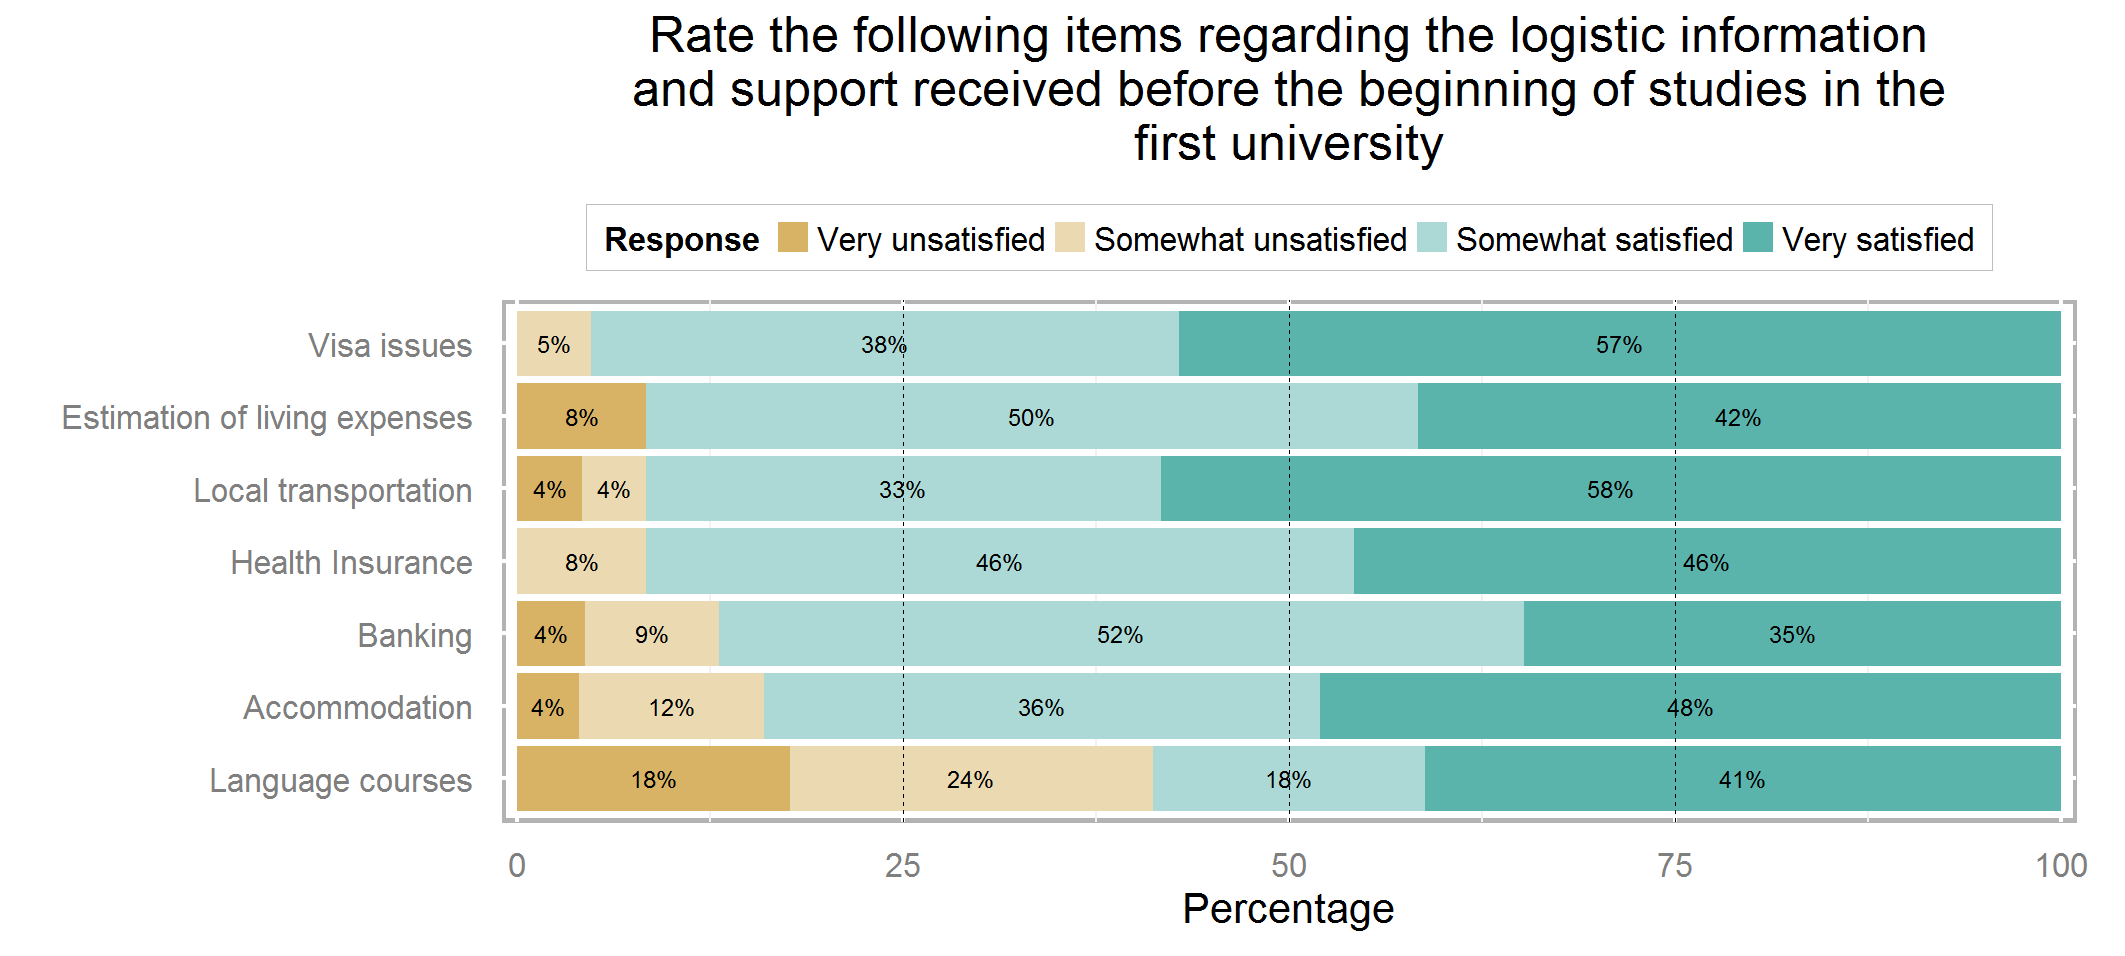 Rate the following items regarding the logistic information
and support received before the beginning of studies in the
first university
Response Very unsatisfied Somewhat unsatisfied Somewhat satisfied Very satisfied
Visa issues 5% 38% 57%
Estimation of living expenses 8% 50% 42%
Local transportation 4% 4% 33% 58%
Health Insurance 8% 46% 46%
Banking 4% 9% 52% 35%
Accommodation 4% 12% 36% 48%
Language courses 18% 24% 18% 41%
0 25 50 75 100
Percentage